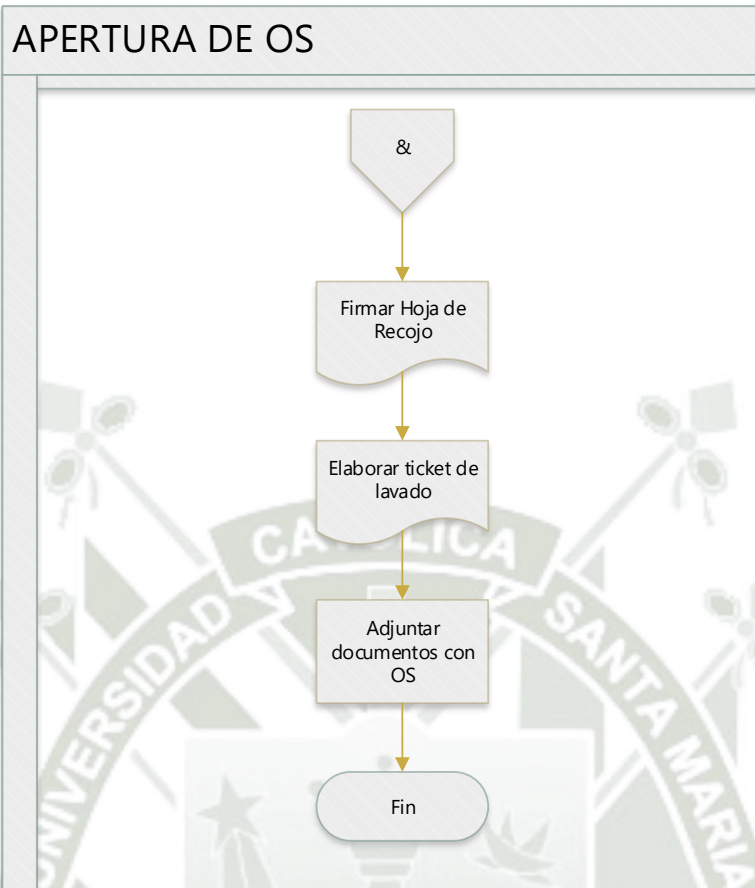 APERTURA DE OS
&
Firmar Hoja de
Recojo
Elaborar ticket de
lavado
Adjuntar
documentos con
OS
Fin
UNIVERSIDAD
CATOLICA
SANTA MARIA